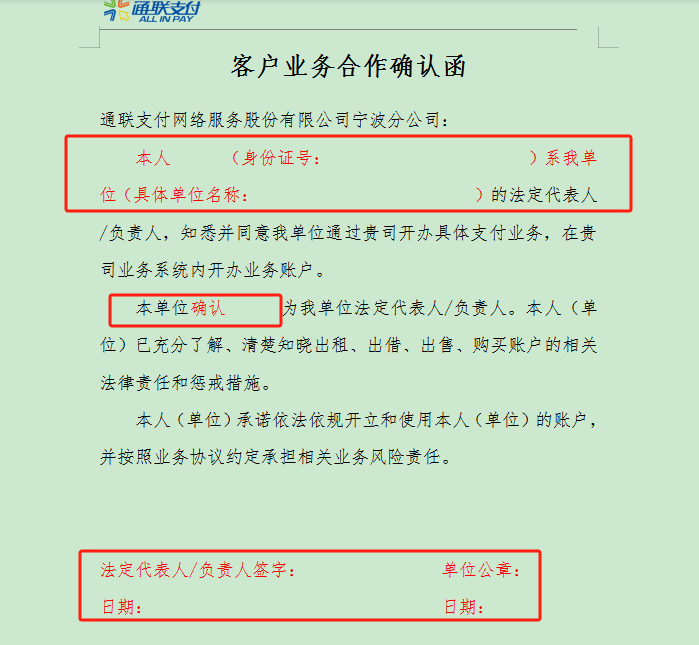 通联支付
ALL IN PAY
客户业务合作确认函
通联支付网络服务股份有限公司宁波分公司：
本人 （身份证号： ）系我单
位（具体单位名称： ）的法定代表人
/负责人，知悉并同意我单位通过贵司开办具体支付业务，在贵
司业务系统内开办业务账户。
本单位确认 为我单位法定代表人/负责人。本人（单
位）已充分了解、清楚知晓出租、出借、出售、购买账户的相关
法律责任和惩戒措施。
本人（单位）承诺依法依规开立和使用本人（单位）的账户，
并按照业务协议约定承担相关业务风险责任。
法定代表人/负责人签字： 单位公章：
日期： 日期：